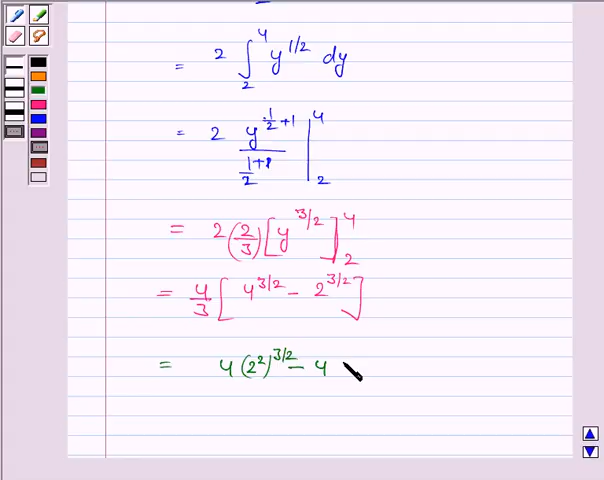 = 2 ∫₂⁴ y^{1/2} dy
= 2 y^{1/2+1} / (1/2+1) |₂⁴
= 2 (2/3) [y^{3/2}]₂⁴
= 4/3 [4^{3/2} − 2^{3/2}]
= 4 (2²)^{3/2} − 4